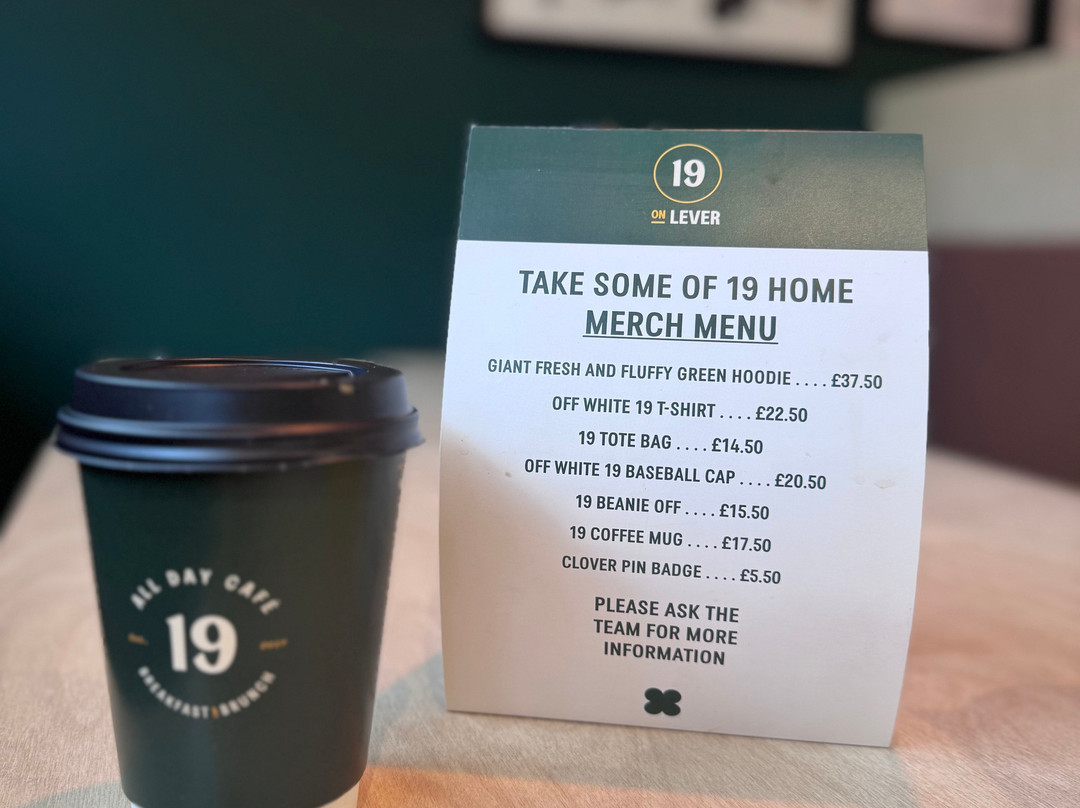 19
ON LEVER
TAKE SOME OF 19 HOME
MERCH MENU
GIANT FRESH AND FLUFFY GREEN HOODIE .... £37.50
OFF WHITE 19 T-SHIRT .... £22.50
19 TOTE BAG .... £14.50
OFF WHITE 19 BASEBALL CAP .... £20.50
19 BEANIE OFF .... £15.50
19 COFFEE MUG .... £17.50
CLOVER PIN BADGE .... £5.50
PLEASE ASK THE
TEAM FOR MORE
INFORMATION
ALL DAY CAFÉ
19
BREAKFAST BRUNCH